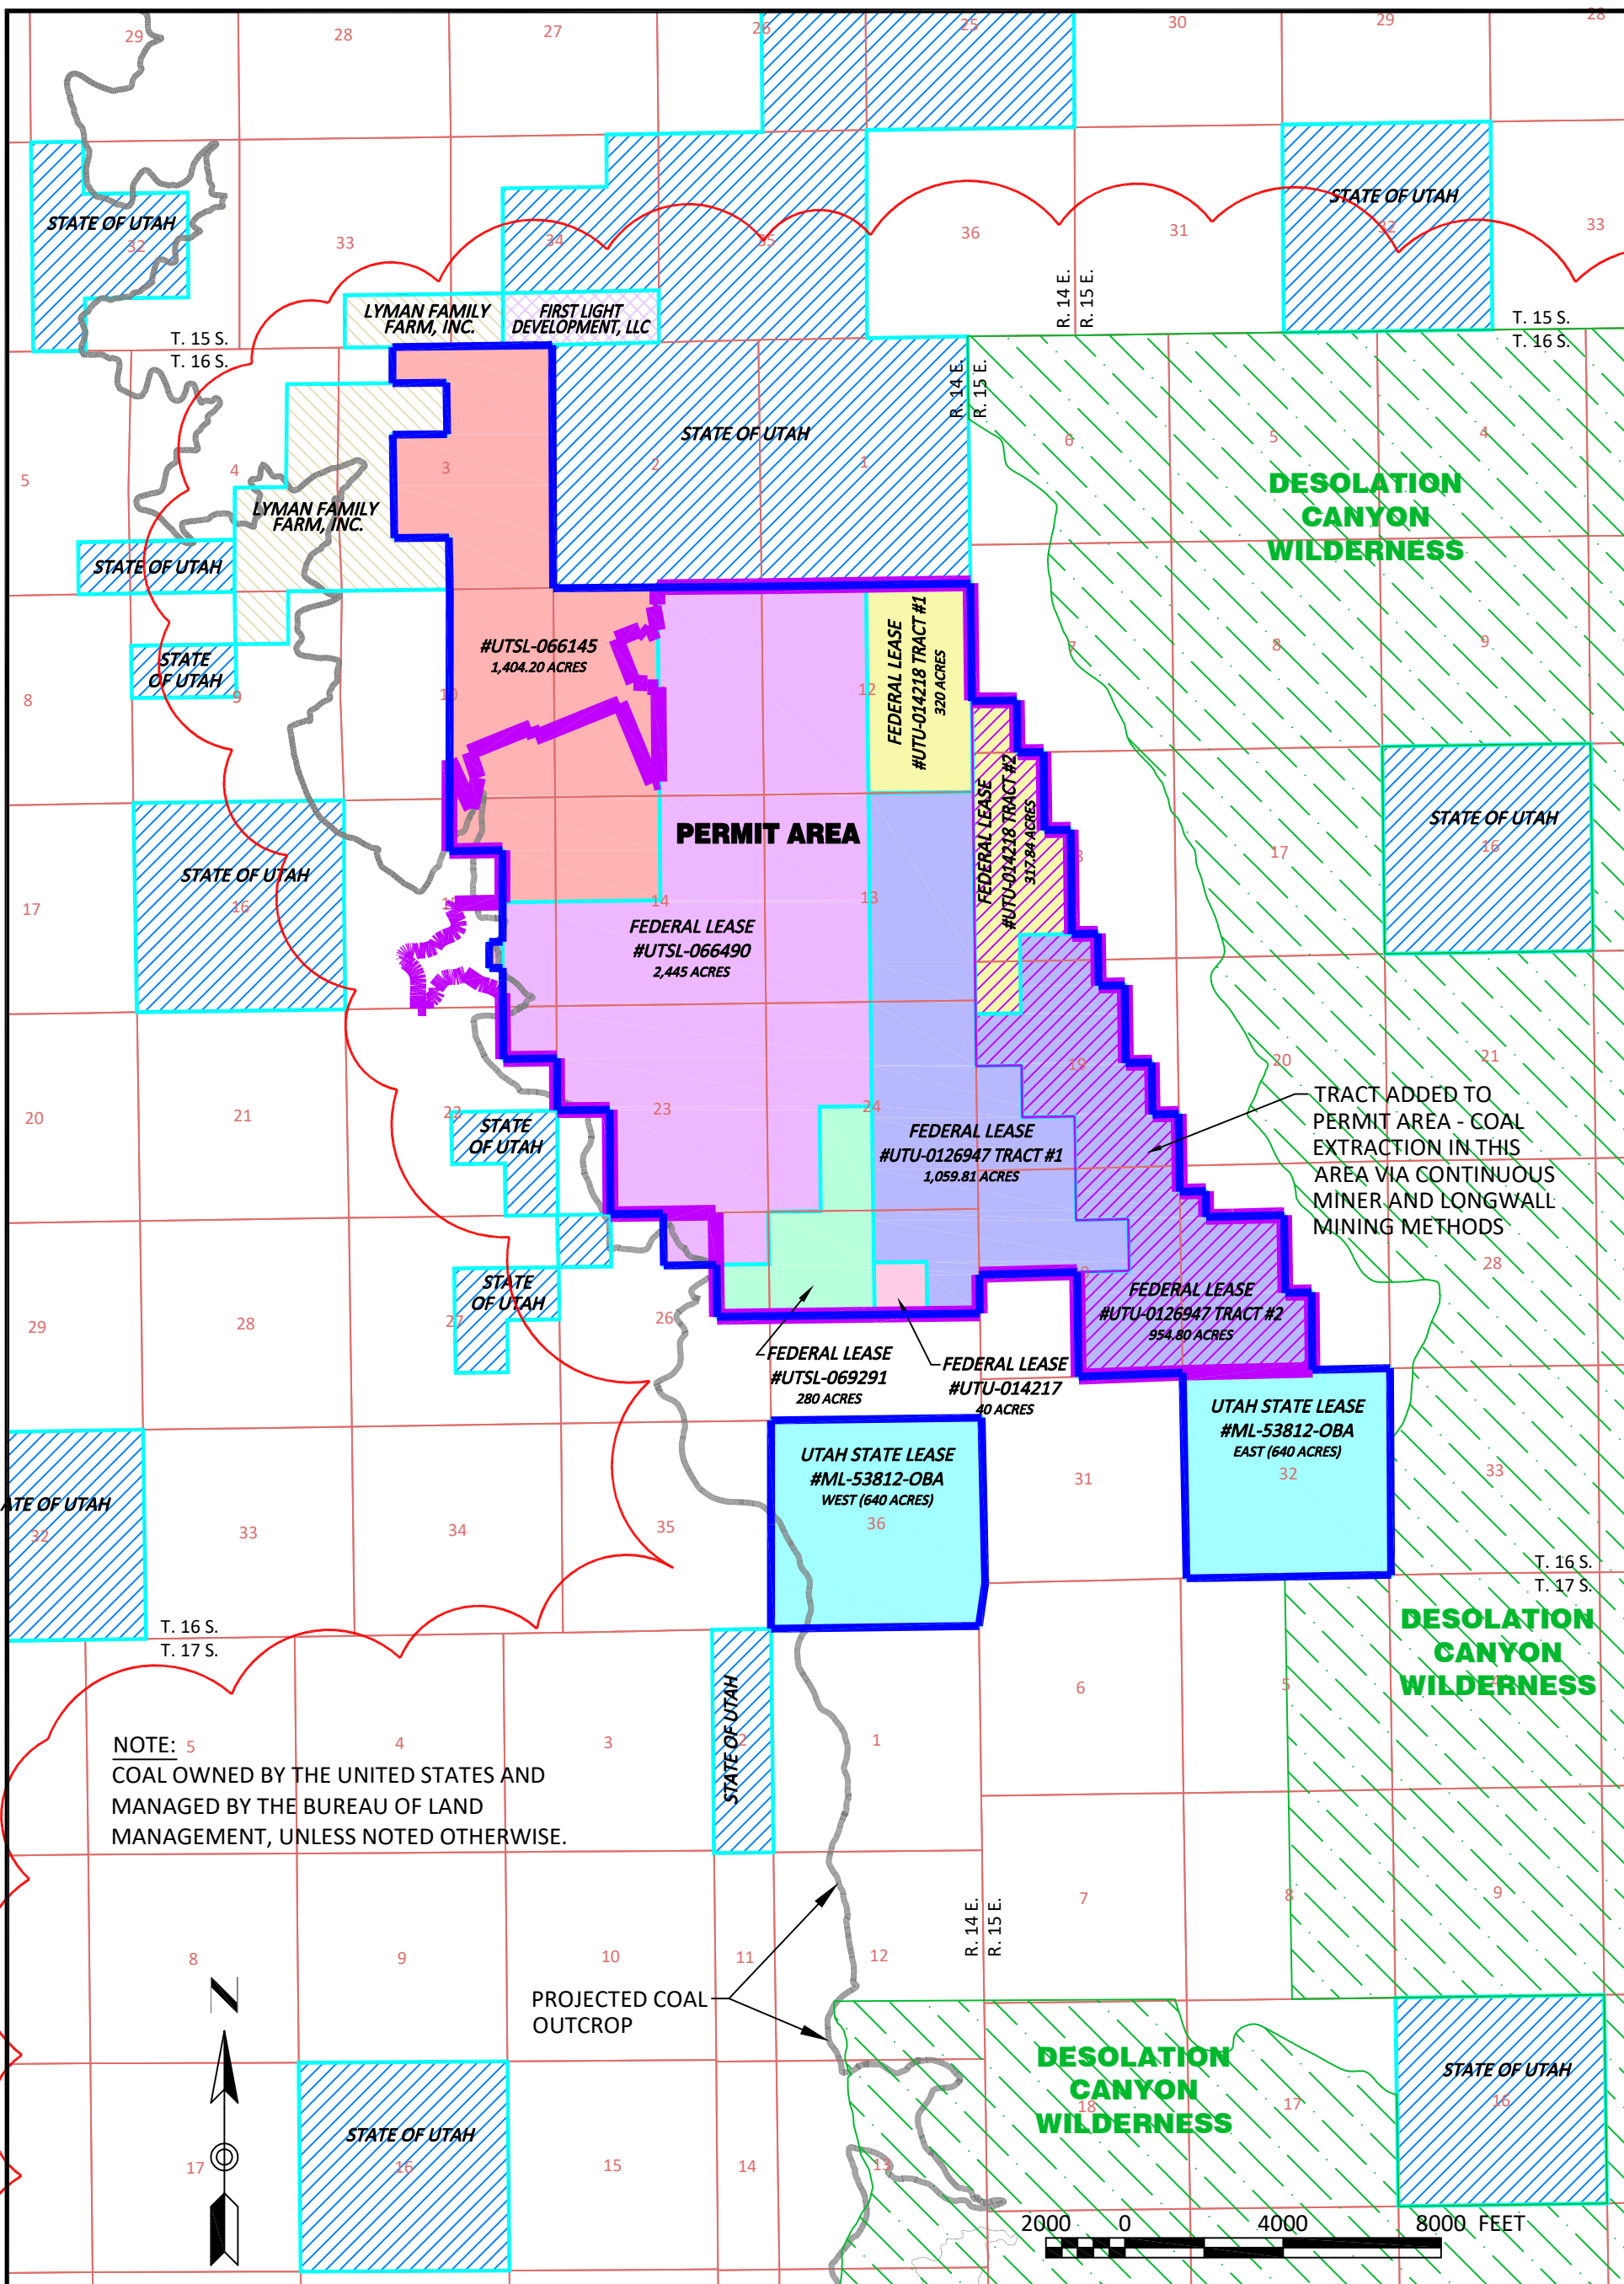 29
28
27
26
25
30
29
28
STATE OF UTAH
32
33
34
35
36
31
STATE OF UTAH
32
33
LYMAN FAMILY
FARM, INC.
FIRST LIGHT
DEVELOPMENT, LLC
R. 14 E.
R. 15 E.
T. 15 S.
T. 16 S.
T. 15 S.
T. 16 S.
R. 14 E.
R. 15 E.
5
4
3
STATE OF UTAH
2
1
6
5
4
DESOLATION
CANYON
WILDERNESS
LYMAN FAMILY
FARM, INC.
STATE OF UTAH
STATE
OF UTAH
8
9
10
#UTSL-066145
1,404.20 ACRES
12
FEDERAL LEASE
#UTU-014218 TRACT #1
320 ACRES
7
8
9
FEDERAL LEASE
#UTU-014218 TRACT #2
317.84 ACRES
PERMIT AREA
STATE OF UTAH
16
17
STATE OF UTAH
16
17
15
14
13
FEDERAL LEASE
#UTSL-066490
2,445 ACRES
20
21
22
23
24
19
20
21
STATE
OF UTAH
FEDERAL LEASE
#UTU-0126947 TRACT #1
1,059.81 ACRES
TRACT ADDED TO
PERMIT AREA - COAL
EXTRACTION IN THIS
AREA VIA CONTINUOUS
MINER AND LONGWALL
MINING METHODS
28
STATE
OF UTAH
FEDERAL LEASE
#UTU-0126947 TRACT #2
954.80 ACRES
29
28
27
26
FEDERAL LEASE
#UTSL-069291
280 ACRES
FEDERAL LEASE
#UTU-014217
40 ACRES
UTAH STATE LEASE
#ML-53812-OBA
EAST (640 ACRES)
32
UTAH STATE LEASE
#ML-53812-OBA
WEST (640 ACRES)
36
31
33
ATE OF UTAH
32
33
34
35
T. 16 S.
T. 17 S.
T. 16 S.
T. 17 S.
DESOLATION
CANYON
WILDERNESS
6
5
4
STATE OF UTAH
2
1
3
4
5
NOTE:
COAL OWNED BY THE UNITED STATES AND
MANAGED BY THE BUREAU OF LAND
MANAGEMENT, UNLESS NOTED OTHERWISE.
R. 14 E.
R. 15 E.
7
8
9
8
9
10
11
12
N
PROJECTED COAL
OUTCROP
DESOLATION
CANYON
WILDERNESS
18
17
STATE OF UTAH
16
17
STATE OF UTAH
16
15
14
13
2000 0 4000 8000 FEET